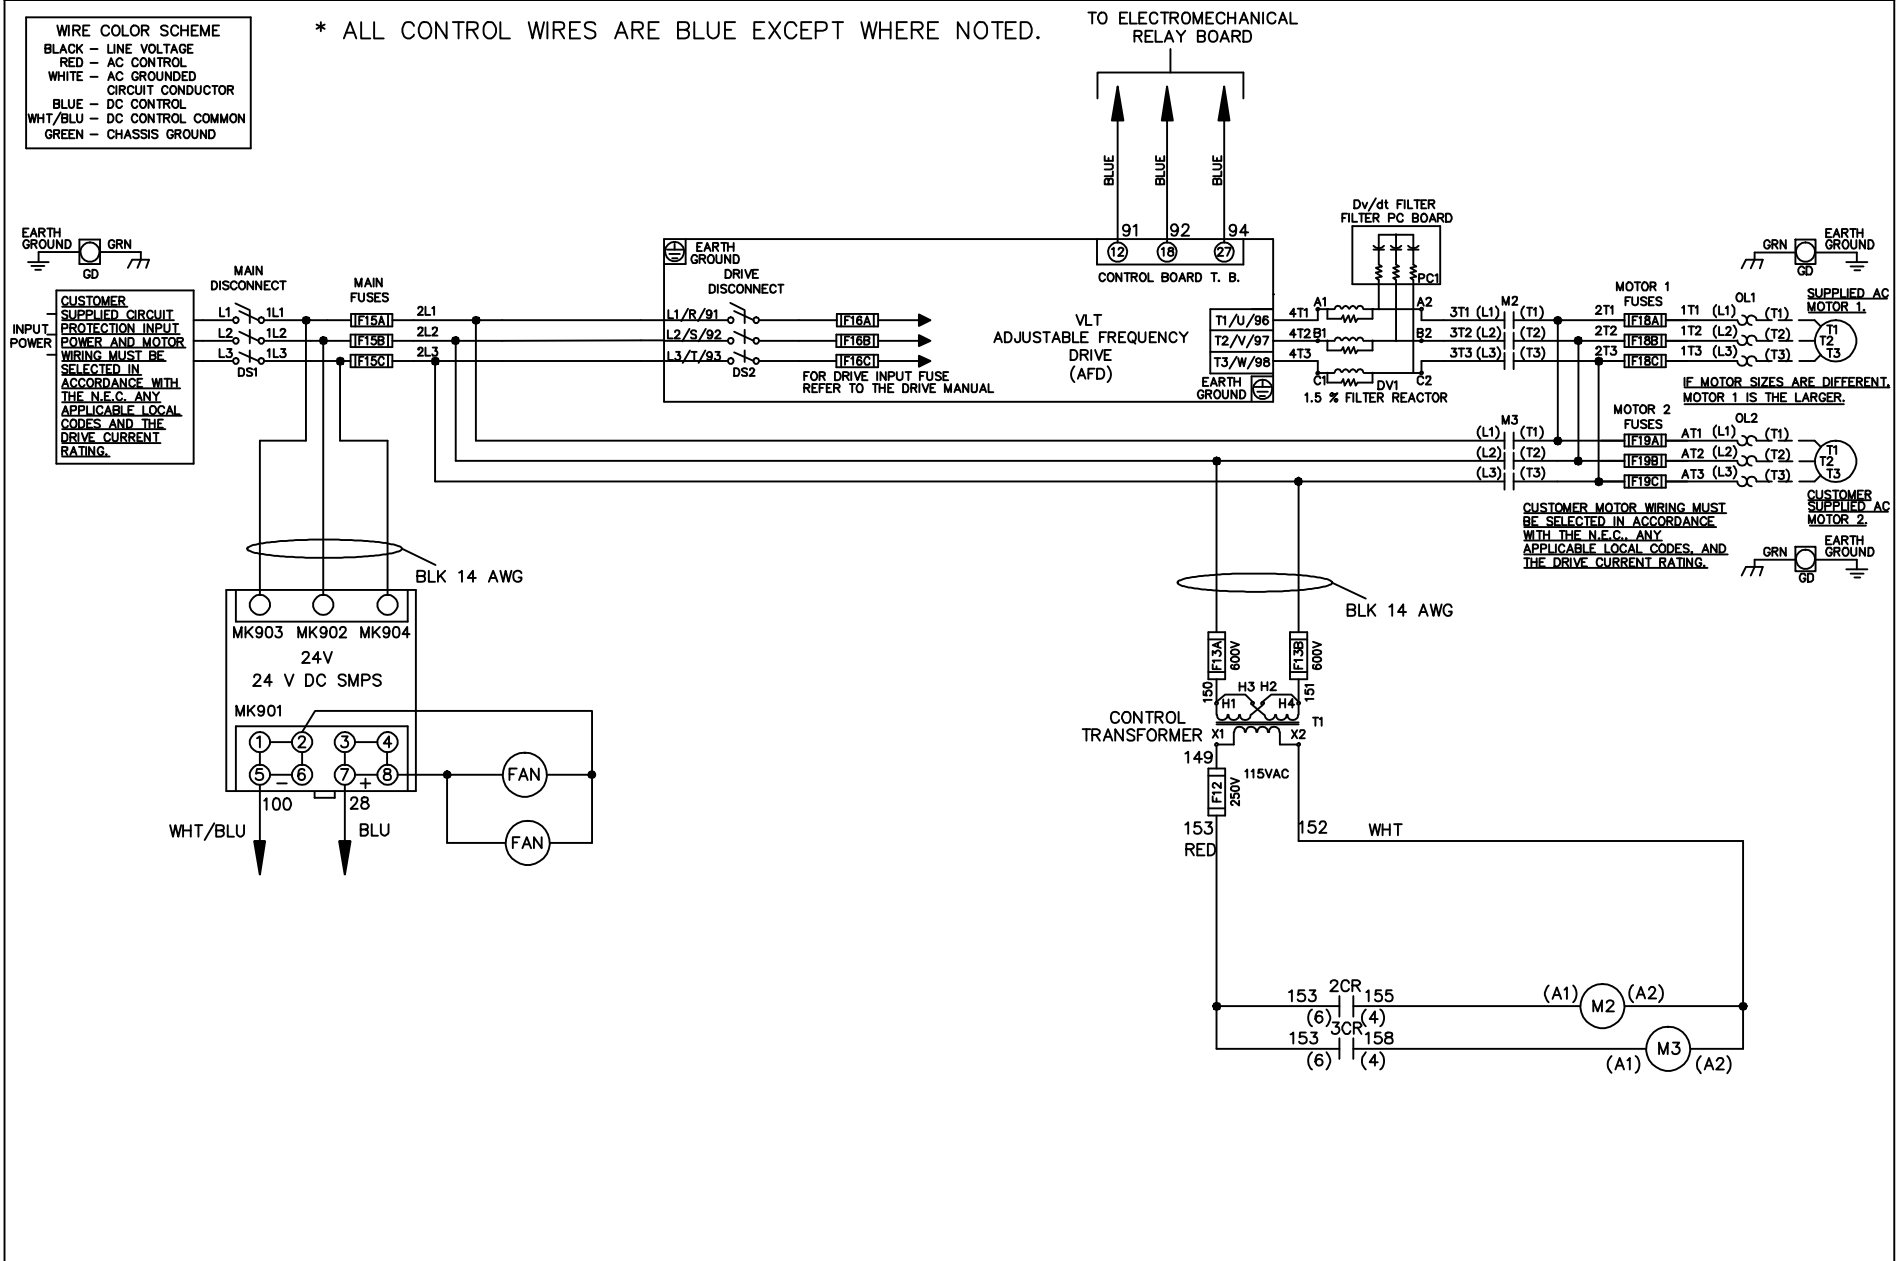 WIRE COLOR SCHEME
BLACK – LINE VOLTAGE
RED – AC CONTROL
WHITE – AC GROUNDED
CIRCUIT CONDUCTOR
BLUE – DC CONTROL
WHT/BLU – DC CONTROL COMMON
GREEN – CHASSIS GROUND
* ALL CONTROL WIRES ARE BLUE EXCEPT WHERE NOTED.
TO ELECTROMECHANICAL
RELAY BOARD
BLUE
BLUE
BLUE
91
92
94
12
18
27
CONTROL BOARD T. B.
EARTH
GROUND
GRN
GD
INPUT
POWER
CUSTOMER
SUPPLIED CIRCUIT
PROTECTION INPUT
POWER AND MOTOR
WIRING MUST BE
SELECTED IN
ACCORDANCE WITH
THE N.E.C. ANY
APPLICABLE LOCAL
CODES AND THE
DRIVE CURRENT
RATING.
MAIN
DISCONNECT
L1 1L1
L2 1L2
L3 1L3
DS1
MAIN
FUSES
F15A
F15B
F15C
2L1
2L2
2L3
EARTH
GROUND
DRIVE
DISCONNECT
L1/R/91
L2/S/92
L3/T/93
DS2
F16A
F16B
F16C
FOR DRIVE INPUT FUSE
REFER TO THE DRIVE MANUAL
VLT
ADJUSTABLE FREQUENCY
DRIVE
(AFD)
T1/U/96
T2/V/97
T3/W/98
EARTH
GROUND
4T1
4T2
4T3
Dv/dt FILTER
FILTER PC BOARD
PC1
A1 A2
B1 B2
C1 C2
DV1
1.5 % FILTER REACTOR
M2
3T1 (L1) (T1)
3T2 (L2) (T2)
3T3 (L3) (T3)
MOTOR 1
FUSES
2T1 F18A 1T1 (L1)
2T2 F18B 1T2 (L2)
2T3 F18C 1T3 (L3)
OL1
(T1)
(T2)
(T3)
GRN
GD
EARTH
GROUND
SUPPLIED AC
MOTOR 1.
T1
T2
T3
IF MOTOR SIZES ARE DIFFERENT,
MOTOR 1 IS THE LARGER.
M3
(L1) (T1)
(L2) (T2)
(L3) (T3)
MOTOR 2
FUSES
F19A AT1 (L1)
F19B AT2 (L2)
F19C AT3 (L3)
OL2
(T1)
(T2)
(T3)
T1
T2
T3
CUSTOMER
SUPPLIED AC
MOTOR 2.
CUSTOMER MOTOR WIRING MUST
BE SELECTED IN ACCORDANCE
WITH THE N.E.C., ANY
APPLICABLE LOCAL CODES, AND
THE DRIVE CURRENT RATING.
GRN
GD
EARTH
GROUND
BLK 14 AWG
MK903 MK902 MK904
24V
24 V DC SMPS
MK901
1 2 3 4
5 – 6 7 + 8
100
28
WHT/BLU
BLU
FAN
FAN
BLK 14 AWG
F13A
600V
F13B
600V
150
151
H3 H2
H1 H4
T1
CONTROL
TRANSFORMER
X1 X2
149
115VAC
F12
250V
153
RED
152
WHT
2CR
153 155
(6) (4)
(A1) M2 (A2)
3CR
153 158
(6) (4)
(A1) M3 (A2)